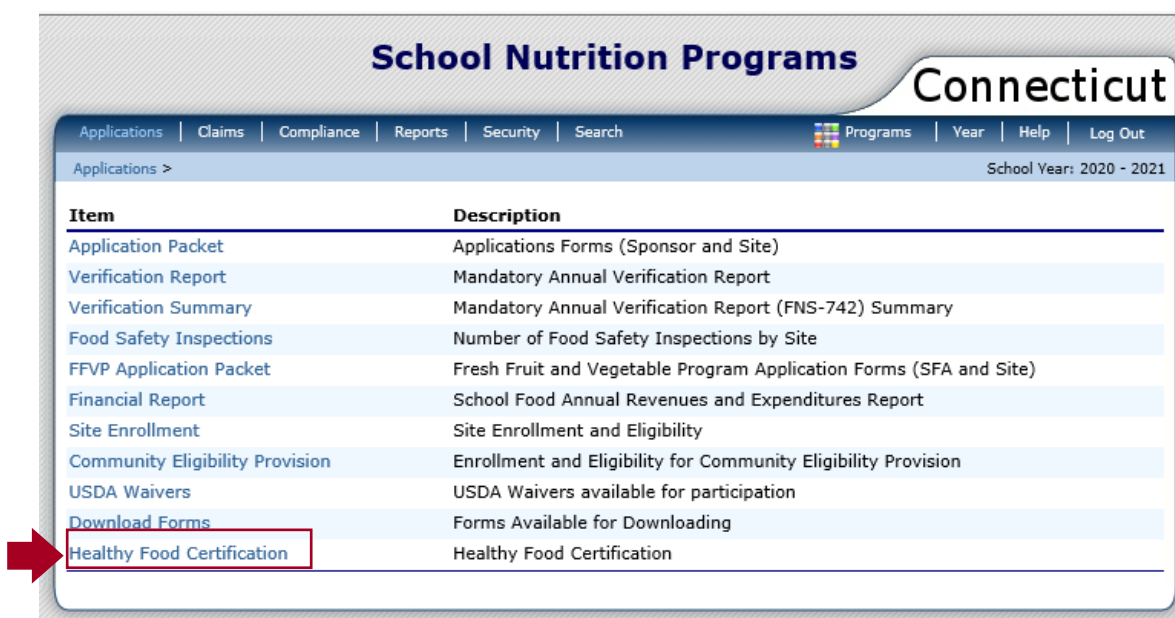 School Nutrition Programs
Connecticut
Applications | Claims | Compliance | Reports | Security | Search Programs | Year | Help | Log Out
Applications > School Year: 2020 - 2021
Item Description
Application Packet Applications Forms (Sponsor and Site)
Verification Report Mandatory Annual Verification Report
Verification Summary Mandatory Annual Verification Report (FNS-742) Summary
Food Safety Inspections Number of Food Safety Inspections by Site
FFVP Application Packet Fresh Fruit and Vegetable Program Application Forms (SFA and Site)
Financial Report School Food Annual Revenues and Expenditures Report
Site Enrollment Site Enrollment and Eligibility
Community Eligibility Provision Enrollment and Eligibility for Community Eligibility Provision
USDA Waivers USDA Waivers available for participation
Download Forms Forms Available for Downloading
Healthy Food Certification Healthy Food Certification